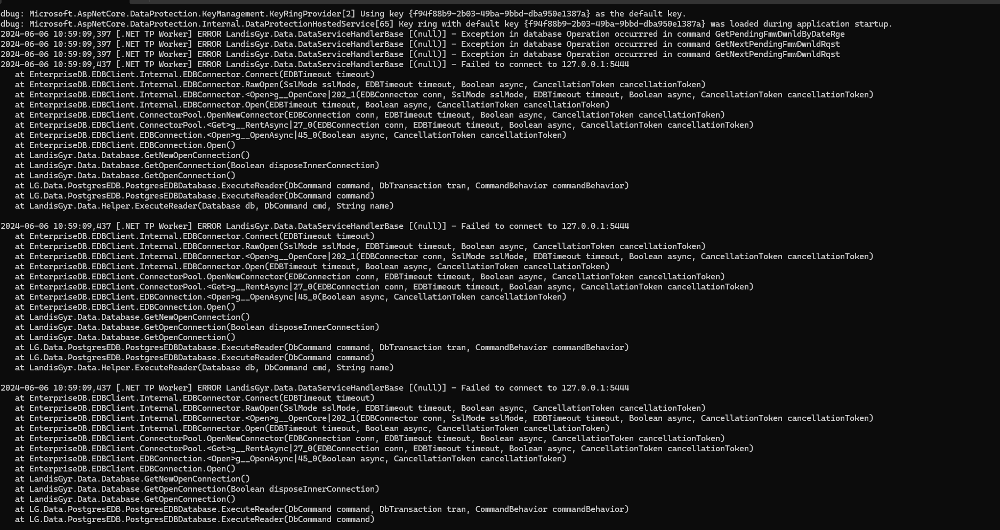 dbug: Microsoft.AspNetCore.DataProtection.KeyManagement.KeyRingProvider[2] Using key {f94f88b9-2b03-49ba-9bbd-dba950e1387a} as the default key.
dbug: Microsoft.AspNetCore.DataProtection.Internal.DataProtectionHostedService[65] Key ring with default key {f94f88b9-2b03-49ba-9bbd-dba950e1387a} was loaded during application startup.
2024-06-06 10:59:09,397 [.NET TP Worker] ERROR LandisGyr.Data.DataServiceHandlerBase [(null)] - Exception in database Operation occurrred in command GetPendingFmwDwnldByDateRge
2024-06-06 10:59:09,397 [.NET TP Worker] ERROR LandisGyr.Data.DataServiceHandlerBase [(null)] - Exception in database Operation occurrred in command GetNextPendingFmwDwnldRqst
2024-06-06 10:59:09,397 [.NET TP Worker] ERROR LandisGyr.Data.DataServiceHandlerBase [(null)] - Exception in database Operation occurrred in command GetNextPendingFmwDwnldRqst
2024-06-06 10:59:09,437 [.NET TP Worker] ERROR LandisGyr.Data.DataServiceHandlerBase [(null)] - Failed to connect to 127.0.0.1:5444
   at EnterpriseDB.EDBClient.Internal.EDBConnector.Connect(EDBTimeout timeout)
   at EnterpriseDB.EDBClient.Internal.EDBConnector.RawOpen(SslMode sslMode, EDBTimeout timeout, Boolean async, CancellationToken cancellationToken)
   at EnterpriseDB.EDBClient.Internal.EDBConnector.<Open>g__OpenCore|202_1(EDBConnector conn, SslMode sslMode, EDBTimeout timeout, Boolean async, CancellationToken cancellationToken)
   at EnterpriseDB.EDBClient.Internal.EDBConnector.Open(EDBTimeout timeout, Boolean async, CancellationToken cancellationToken)
   at EnterpriseDB.EDBClient.ConnectorPool.OpenNewConnector(EDBConnection conn, EDBTimeout timeout, Boolean async, CancellationToken cancellationToken)
   at EnterpriseDB.EDBClient.ConnectorPool.<Get>g__RentAsync|27_0(EDBConnection conn, EDBTimeout timeout, Boolean async, CancellationToken cancellationToken)
   at EnterpriseDB.EDBClient.EDBConnection.<Open>g__OpenAsync|45_0(Boolean async, CancellationToken cancellationToken)
   at EnterpriseDB.EDBClient.EDBConnection.Open()
   at LandisGyr.Data.Database.GetNewOpenConnection()
   at LandisGyr.Data.Database.GetOpenConnection(Boolean disposeInnerConnection)
   at LandisGyr.Data.Database.GetOpenConnection()
   at LG.Data.PostgresEDB.PostgresEDBDatabase.ExecuteReader(DbCommand command, DbTransaction tran, CommandBehavior commandBehavior)
   at LG.Data.PostgresEDB.PostgresEDBDatabase.ExecuteReader(DbCommand command)
   at LandisGyr.Data.Helper.ExecuteReader(Database db, DbCommand cmd, String name)

2024-06-06 10:59:09,437 [.NET TP Worker] ERROR LandisGyr.Data.DataServiceHandlerBase [(null)] - Failed to connect to 127.0.0.1:5444
   at EnterpriseDB.EDBClient.Internal.EDBConnector.Connect(EDBTimeout timeout)
   at EnterpriseDB.EDBClient.Internal.EDBConnector.RawOpen(SslMode sslMode, EDBTimeout timeout, Boolean async, CancellationToken cancellationToken)
   at EnterpriseDB.EDBClient.Internal.EDBConnector.<Open>g__OpenCore|202_1(EDBConnector conn, SslMode sslMode, EDBTimeout timeout, Boolean async, CancellationToken cancellationToken)
   at EnterpriseDB.EDBClient.Internal.EDBConnector.Open(EDBTimeout timeout, Boolean async, CancellationToken cancellationToken)
   at EnterpriseDB.EDBClient.ConnectorPool.OpenNewConnector(EDBConnection conn, EDBTimeout timeout, Boolean async, CancellationToken cancellationToken)
   at EnterpriseDB.EDBClient.ConnectorPool.<Get>g__RentAsync|27_0(EDBConnection conn, EDBTimeout timeout, Boolean async, CancellationToken cancellationToken)
   at EnterpriseDB.EDBClient.EDBConnection.<Open>g__OpenAsync|45_0(Boolean async, CancellationToken cancellationToken)
   at EnterpriseDB.EDBClient.EDBConnection.Open()
   at LandisGyr.Data.Database.GetNewOpenConnection()
   at LandisGyr.Data.Database.GetOpenConnection(Boolean disposeInnerConnection)
   at LandisGyr.Data.Database.GetOpenConnection()
   at LG.Data.PostgresEDB.PostgresEDBDatabase.ExecuteReader(DbCommand command, DbTransaction tran, CommandBehavior commandBehavior)
   at LG.Data.PostgresEDB.PostgresEDBDatabase.ExecuteReader(DbCommand command)
   at LandisGyr.Data.Helper.ExecuteReader(Database db, DbCommand cmd, String name)

2024-06-06 10:59:09,437 [.NET TP Worker] ERROR LandisGyr.Data.DataServiceHandlerBase [(null)] - Failed to connect to 127.0.0.1:5444
   at EnterpriseDB.EDBClient.Internal.EDBConnector.Connect(EDBTimeout timeout)
   at EnterpriseDB.EDBClient.Internal.EDBConnector.RawOpen(SslMode sslMode, EDBTimeout timeout, Boolean async, CancellationToken cancellationToken)
   at EnterpriseDB.EDBClient.Internal.EDBConnector.<Open>g__OpenCore|202_1(EDBConnector conn, SslMode sslMode, EDBTimeout timeout, Boolean async, CancellationToken cancellationToken)
   at EnterpriseDB.EDBClient.Internal.EDBConnector.Open(EDBTimeout timeout, Boolean async, CancellationToken cancellationToken)
   at EnterpriseDB.EDBClient.ConnectorPool.OpenNewConnector(EDBConnection conn, EDBTimeout timeout, Boolean async, CancellationToken cancellationToken)
   at EnterpriseDB.EDBClient.ConnectorPool.<Get>g__RentAsync|27_0(EDBConnection conn, EDBTimeout timeout, Boolean async, CancellationToken cancellationToken)
   at EnterpriseDB.EDBClient.EDBConnection.<Open>g__OpenAsync|45_0(Boolean async, CancellationToken cancellationToken)
   at EnterpriseDB.EDBClient.EDBConnection.Open()
   at LandisGyr.Data.Database.GetNewOpenConnection()
   at LandisGyr.Data.Database.GetOpenConnection(Boolean disposeInnerConnection)
   at LandisGyr.Data.Database.GetOpenConnection()
   at LG.Data.PostgresEDB.PostgresEDBDatabase.ExecuteReader(DbCommand command, DbTransaction tran, CommandBehavior commandBehavior)
   at LG.Data.PostgresEDB.PostgresEDBDatabase.ExecuteReader(DbCommand command)